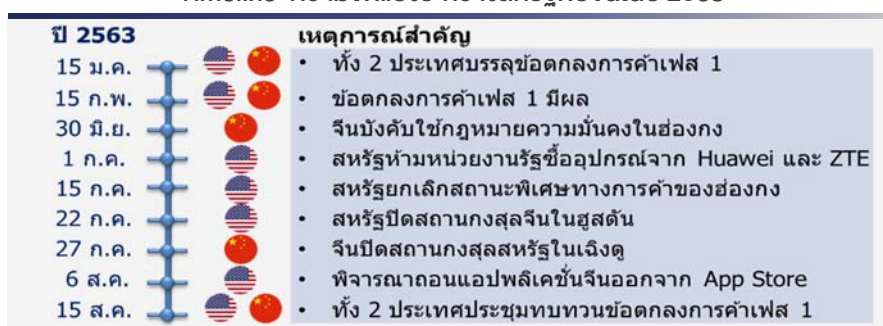 ปี 2563 เหตุการณ์สำคัญ
15 ม.ค. • ทั้ง 2 ประเทศบรรลุข้อตกลงการค้าเฟส 1
15 ก.พ. • ข้อตกลงการค้าเฟส 1 มีผล
30 มิ.ย. • จีนบังคับใช้กฎหมายความมั่นคงในฮ่องกง
1 ก.ค. • สหรัฐห้ามหน่วยงานรัฐซื้ออุปกรณ์จาก Huawei และ ZTE
15 ก.ค. • สหรัฐยกเลิกสถานะพิเศษทางการค้าของฮ่องกง
22 ก.ค. • สหรัฐปิดสถานกงสุลจีนในฮูสตัน
27 ก.ค. • จีนปิดสถานกงสุลสหรัฐในเฉิงตู
6 ส.ค. • พิจารณาถอนแอปพลิเคชั่นจีนออกจาก App Store
15 ส.ค. • ทั้ง 2 ประเทศประชุมทบทวนข้อตกลงการค้าเฟส 1